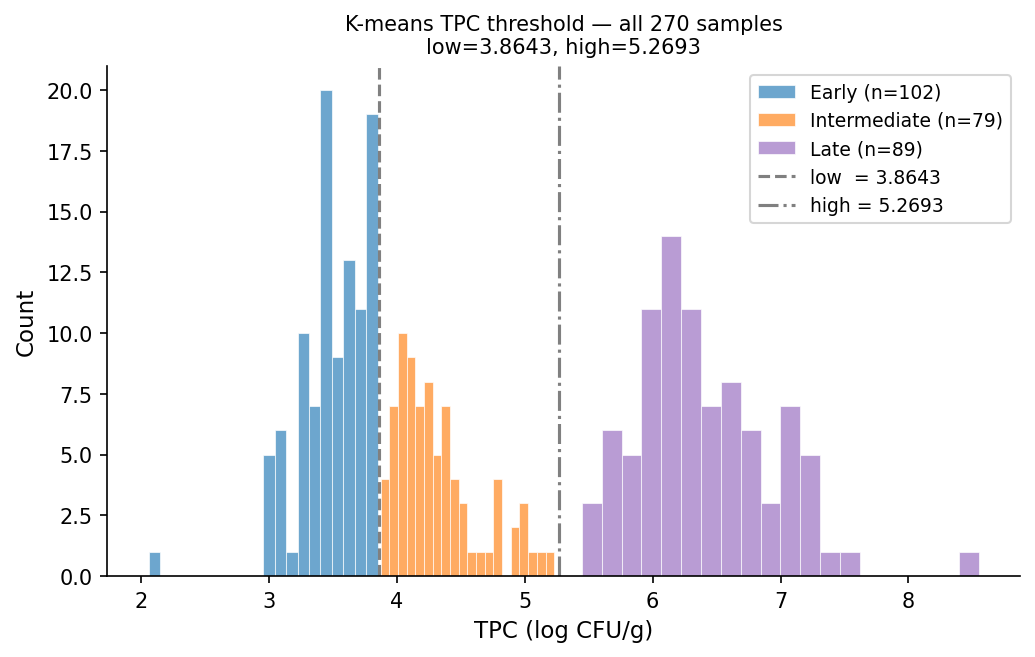 K-means TPC threshold — all 270 samples
low=3.8643, high=5.2693
Early (n=102)
Intermediate (n=79)
Late (n=89)
low  = 3.8643
high = 5.2693
Count
20.0
17.5
15.0
12.5
10.0
7.5
5.0
2.5
0.0
2 3 4 5 6 7 8
TPC (log CFU/g)